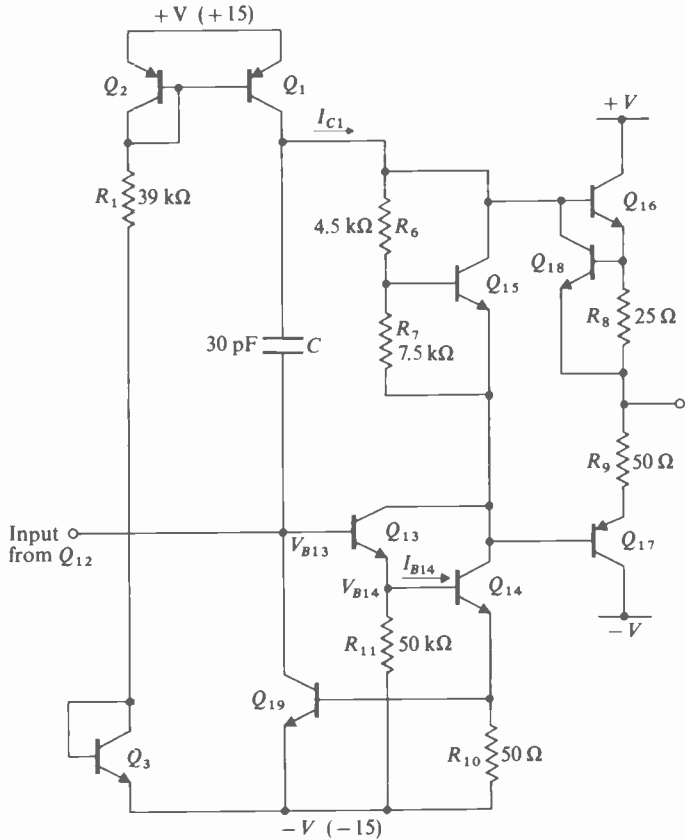 +V (+15)
Q2
Q1
IC1
+V
R1
39 kΩ
4.5 kΩ
R6
Q16
Q18
Q15
R8
25 Ω
30 pF
C
R7
7.5 kΩ
R9
50 Ω
Input
from Q12
VB13
Q13
IB14
Q17
VB14
Q14
−V
R11
50 kΩ
Q19
R10
50 Ω
Q3
−V (−15)